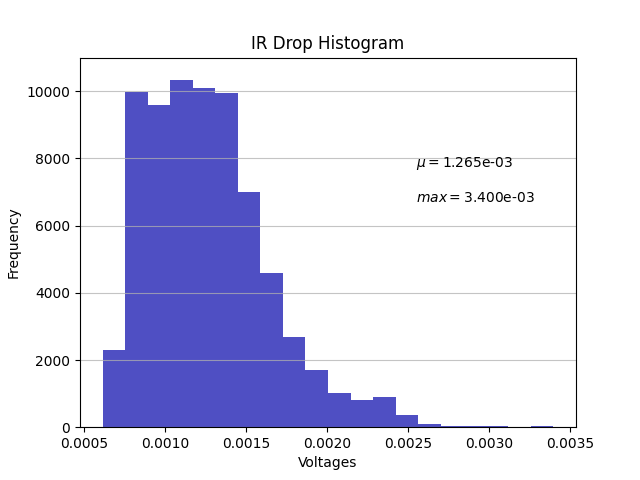 IR Drop Histogram
10000
8000
6000
4000
2000
0
Frequency
μ = 1.265e-03
max = 3.400e-03
0.0005 0.0010 0.0015 0.0020 0.0025 0.0030 0.0035
Voltages